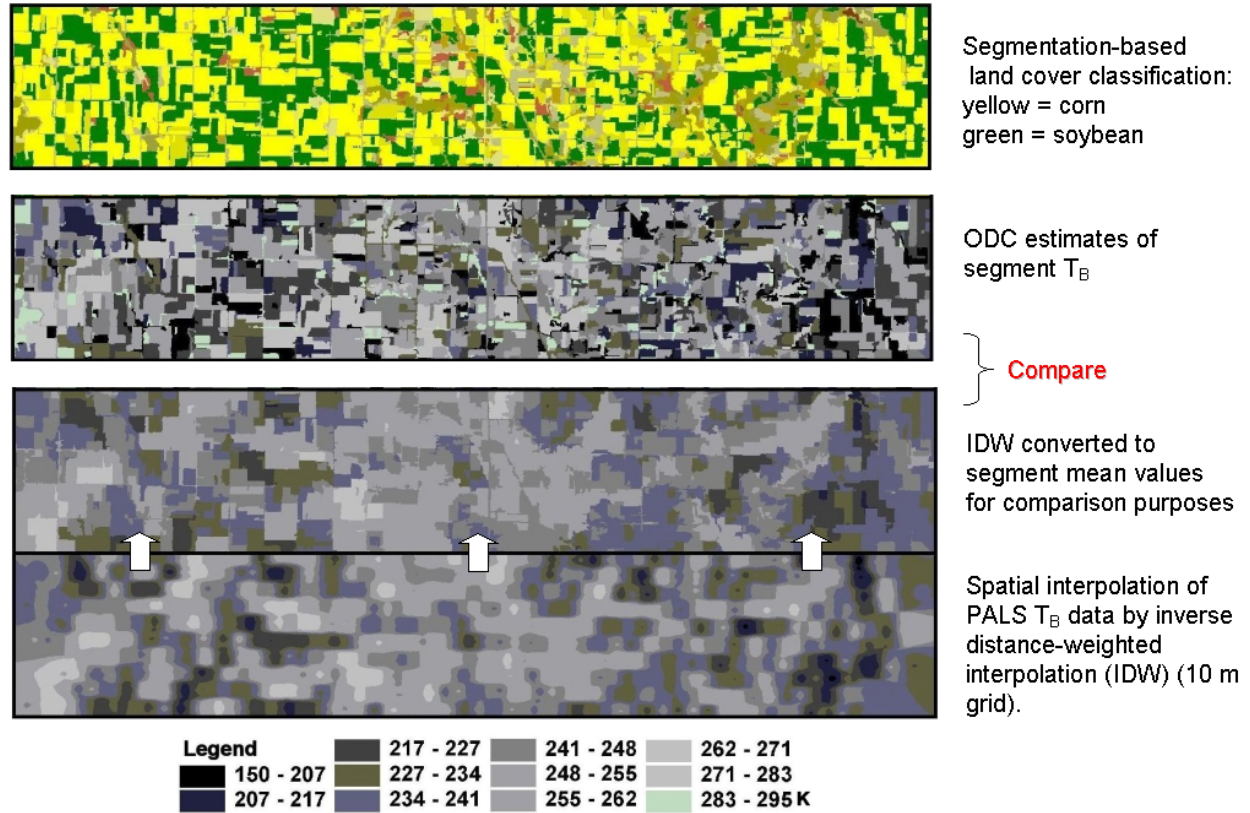 Segmentation-based
land cover classification:
yellow = corn
green = soybean
ODC estimates of
segment TB
Compare
IDW converted to
segment mean values
for comparison purposes
Spatial interpolation of
PALS TB data by inverse
distance-weighted
interpolation (IDW) (10 m
grid).
Legend
150 - 207
207 - 217
217 - 227
227 - 234
234 - 241
241 - 248
248 - 255
255 - 262
262 - 271
271 - 283
283 - 295 K